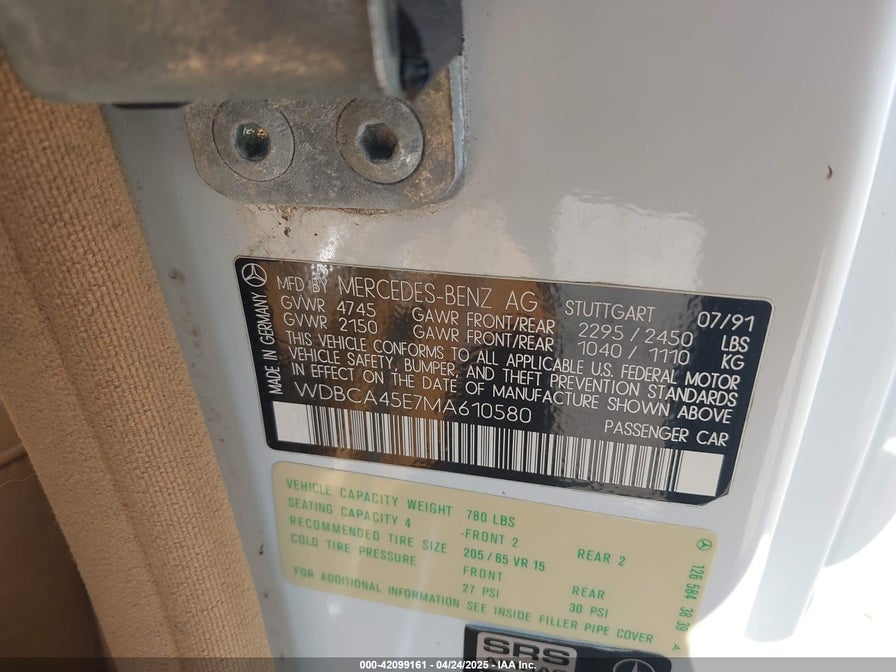 MADE IN GERMANY
MFD BY MERCEDES-BENZ AG STUTTGART 07/91
GVWR 4745 GAWR FRONT/REAR 2295/2450 LBS
GVWR 2150 GAWR FRONT/REAR 1040/1110 KG
THIS VEHICLE CONFORMS TO ALL APPLICABLE U.S. FEDERAL MOTOR
VEHICLE SAFETY, BUMPER, AND THEFT PREVENTION STANDARDS
IN EFFECT ON THE DATE OF MANUFACTURE SHOWN ABOVE
WDBCA45E7MA610580 PASSENGER CAR
VEHICLE CAPACITY WEIGHT 780 LBS
SEATING CAPACITY 4 -FRONT 2 REAR 2
RECOMMENDED TIRE SIZE 205/65 VR 15
COLD TIRE PRESSURE FRONT REAR
27 PSI 30 PSI
FOR ADDITIONAL INFORMATION SEE INSIDE FILLER PIPE COVER
126 584 38 39 A
SRS
000-42099161 - 04/24/2025 - IAA Inc.